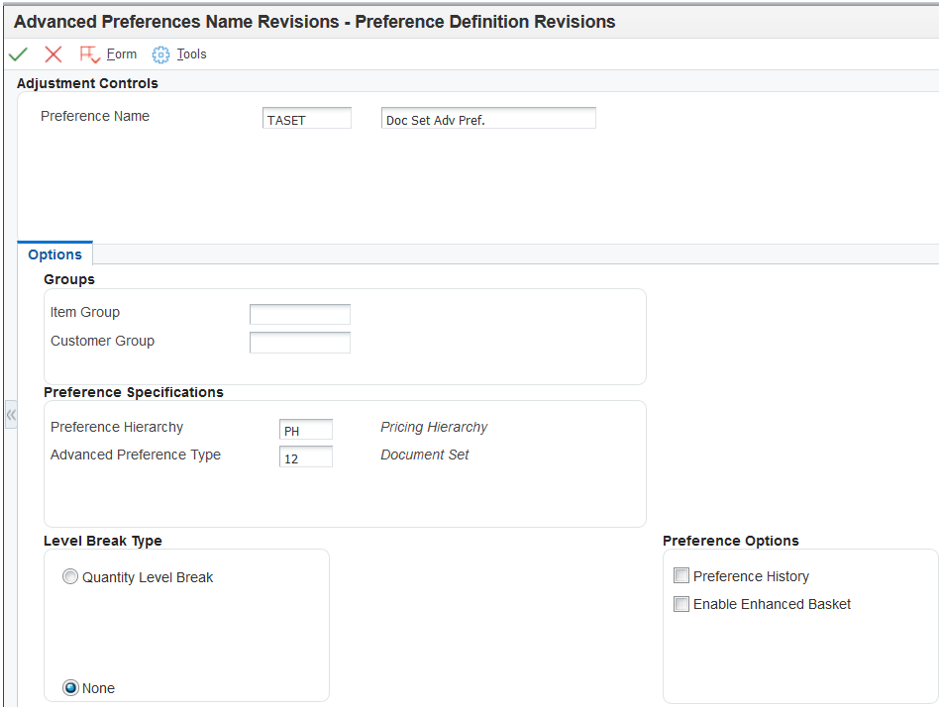 Advanced Preferences Name Revisions - Preference Definition Revisions
Form Tools
Adjustment Controls
Preference Name TASET Doc Set Adv Pref.
Options
Groups
Item Group
Customer Group
Preference Specifications
Preference Hierarchy PH Pricing Hierarchy
Advanced Preference Type 12 Document Set
Level Break Type Preference Options
Quantity Level Break Preference History
Enable Enhanced Basket
None